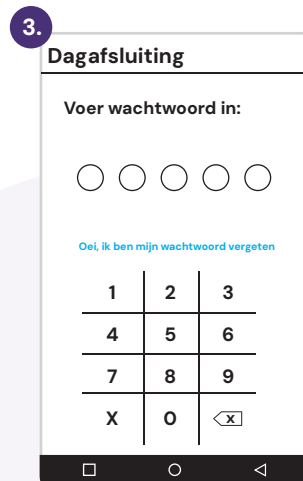 3.
Dagafsluiting
Voer wachtwoord in:
Oei, ik ben mijn wachtwoord vergeten
1 2 3
4 5 6
7 8 9
X 0 x